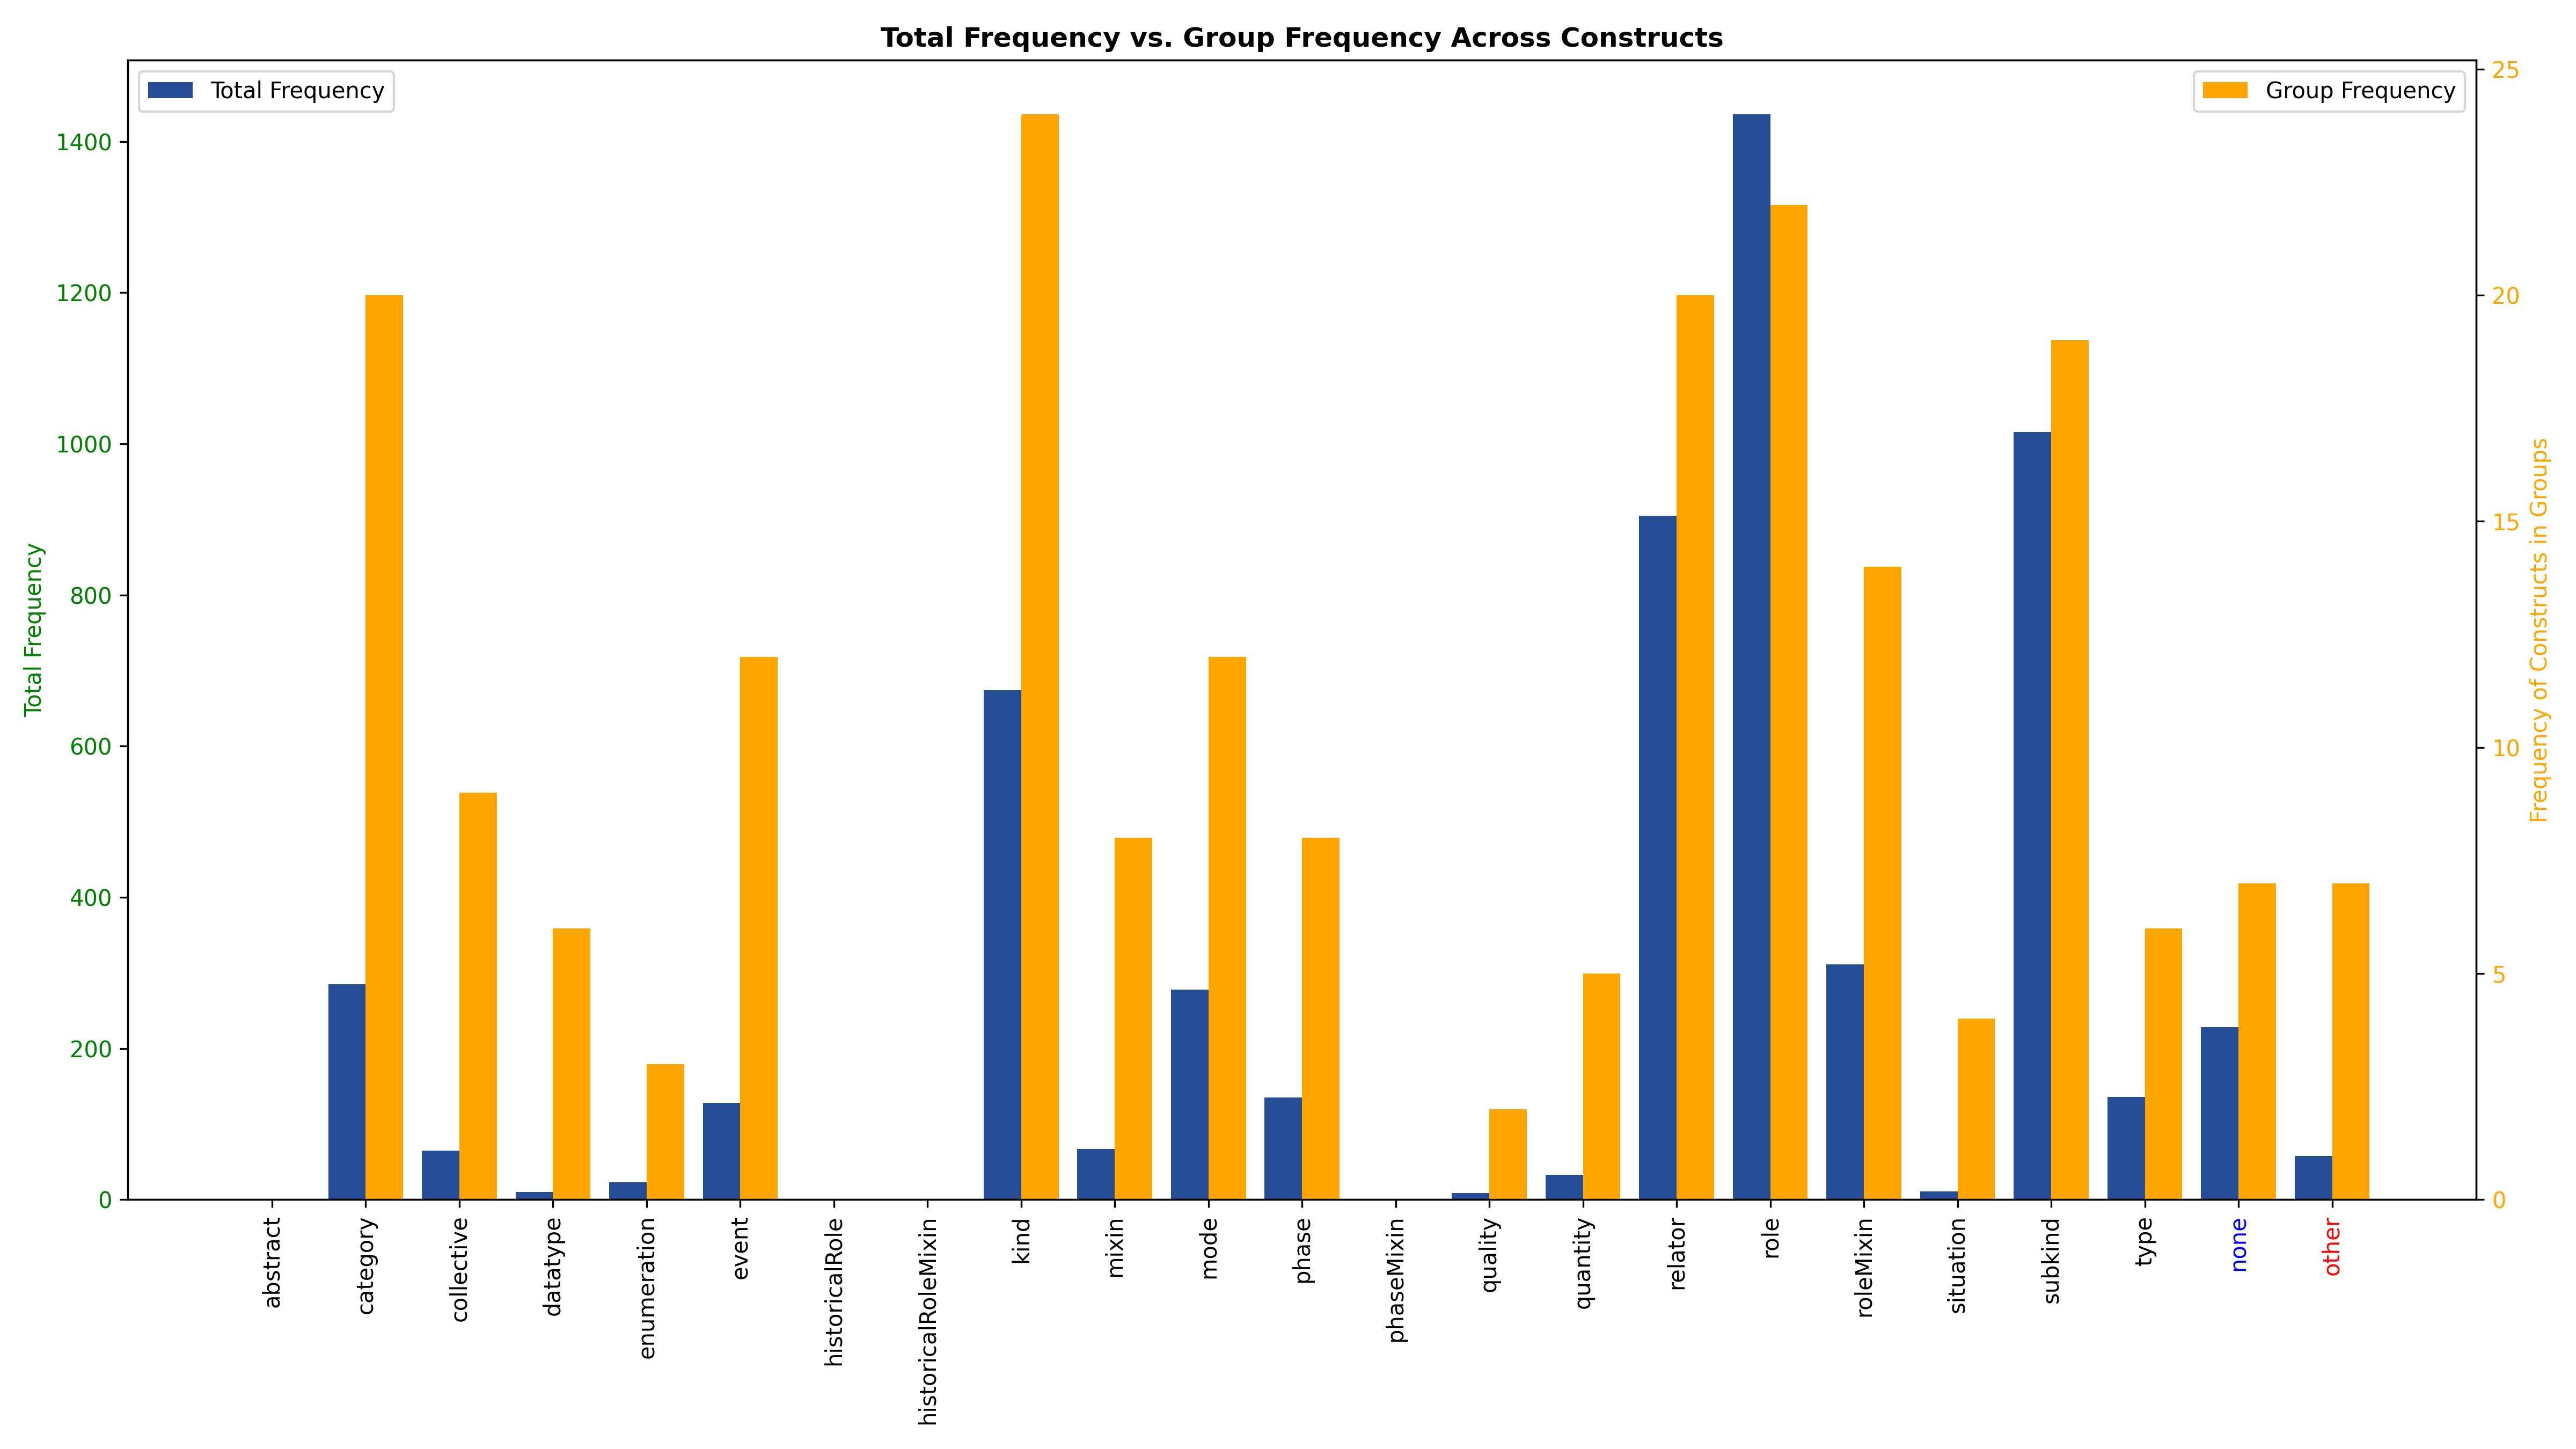 Total Frequency vs. Group Frequency Across Constructs
Total Frequency
Group Frequency
Total Frequency
1400
1200
1000
800
600
400
200
0
25
20
15
10
5
0
Frequency of Constructs in Groups
abstract
category
collective
datatype
enumeration
event
historicalRole
historicalRoleMixin
kind
mixin
mode
phase
phaseMixin
quality
quantity
relator
role
roleMixin
situation
subkind
type
none
other